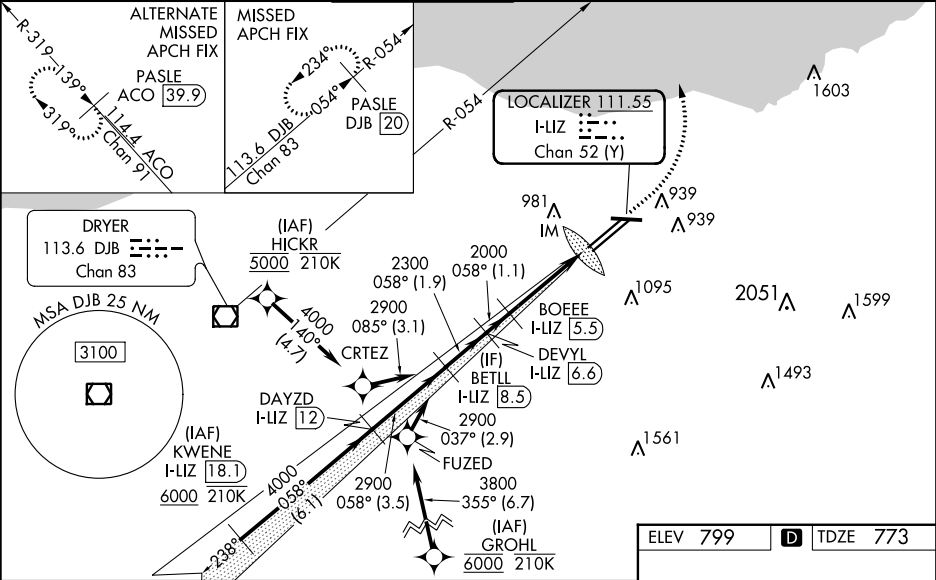 ALTERNATE
MISSED
APCH FIX
R-319
139°
PASLE
ACO 39.9
319°
114.4 ACO
Chan 91
MISSED
APCH FIX
234°
R-054
054°
PASLE
DJB 20
113.6 DJB
Chan 83
R-054
LOCALIZER 111.55
I-LIZ
Chan 52 (Y)
1603
DRYER
113.6 DJB
Chan 83
(IAF)
HICKR
5000 210K
981
IM
939
939
2300
058° (1.9)
2000
058° (1.1)
2900
085° (3.1)
4000
140°
(4.7)
CRTEZ
BOEEE
I-LIZ 5.5
1095
2051
1599
MSA DJB 25 NM
3100
(IF)
BETLL
I-LIZ 8.5
DEVYL
I-LIZ 6.6
1493
DAYZD
I-LIZ 12
2900
037° (2.9)
FUZED
1561
(IAF)
KWENE
I-LIZ 18.1
6000 210K
4000
058°
(6.1)
2900
058° (3.5)
3800
355° (6.7)
238°
(IAF)
GROHL
6000 210K
ELEV 799
D
TDZE 773